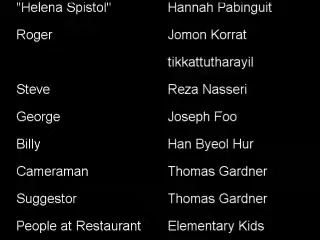 "Helena Spistol" Hannah Pabinguit
Roger Jomon Korrat
tikkattutharayil
Steve Reza Nasseri
George Joseph Foo
Billy Han Byeol Hur
Cameraman Thomas Gardner
Suggestor Thomas Gardner
People at Restaurant Elementary Kids